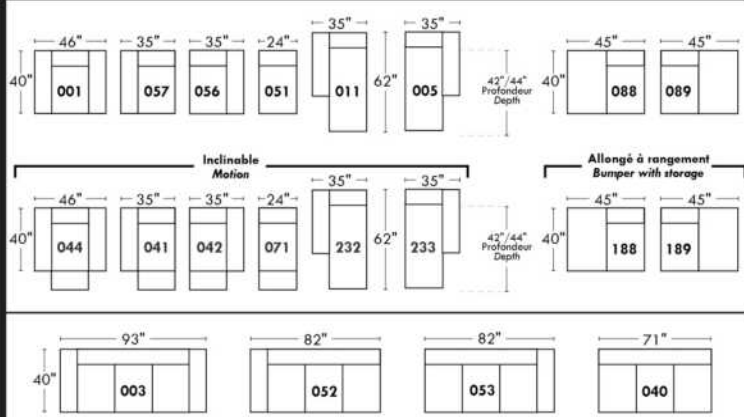 46" 35" 35" 24" 35" 35" 45" 45"
40" 001 057 056 051 011 62" 005 42"/44" Profondeur Depth 40" 088 089
Inclinable
Motion
Allongé à rangement
Bumper with storage
46" 35" 35" 24" 35" 35" 45" 45"
40" 044 041 042 071 232 62" 233 42"/44" Profondeur Depth 40" 188 189
93" 82" 82" 71"
40" 003 052 053 040